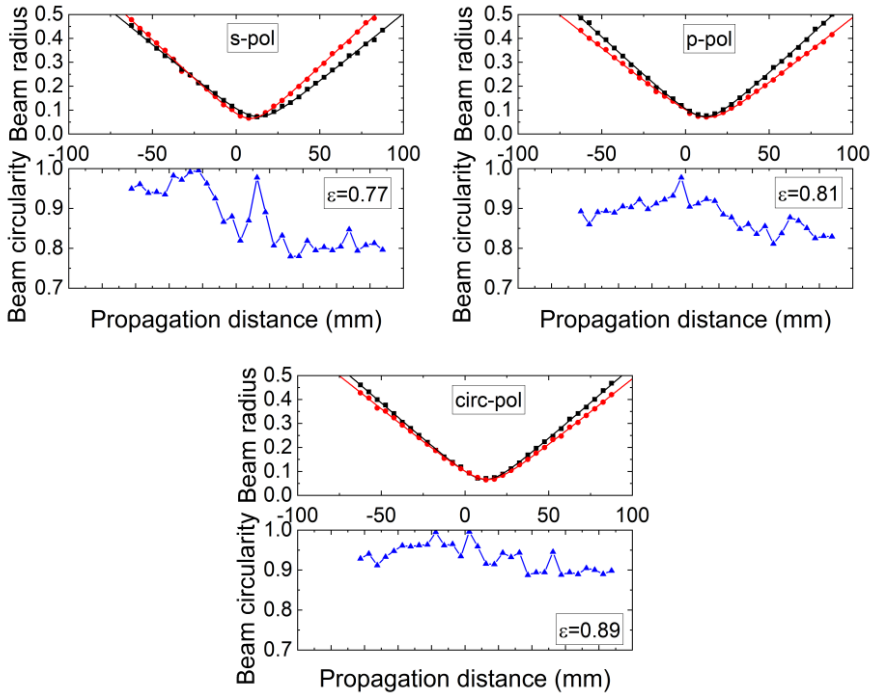 0.5
0.4
0.3
0.2
0.1
0.0
Beam radius
s-pol
-50 0 50 100
1.0
0.9
0.8
0.7
Beam circularity
ε=0.77
Propagation distance (mm)
0.5
0.4
0.3
0.2
0.1
0.0
Beam radius
p-pol
-50 0 50 100
1.0
0.9
0.8
0.7
Beam circularity
ε=0.81
Propagation distance (mm)
0.5
0.4
0.3
0.2
0.1
0.0
Beam radius
circ-pol
-100 -50 0 50 100
1.0
0.9
0.8
0.7
Beam circularity
ε=0.89
Propagation distance (mm)